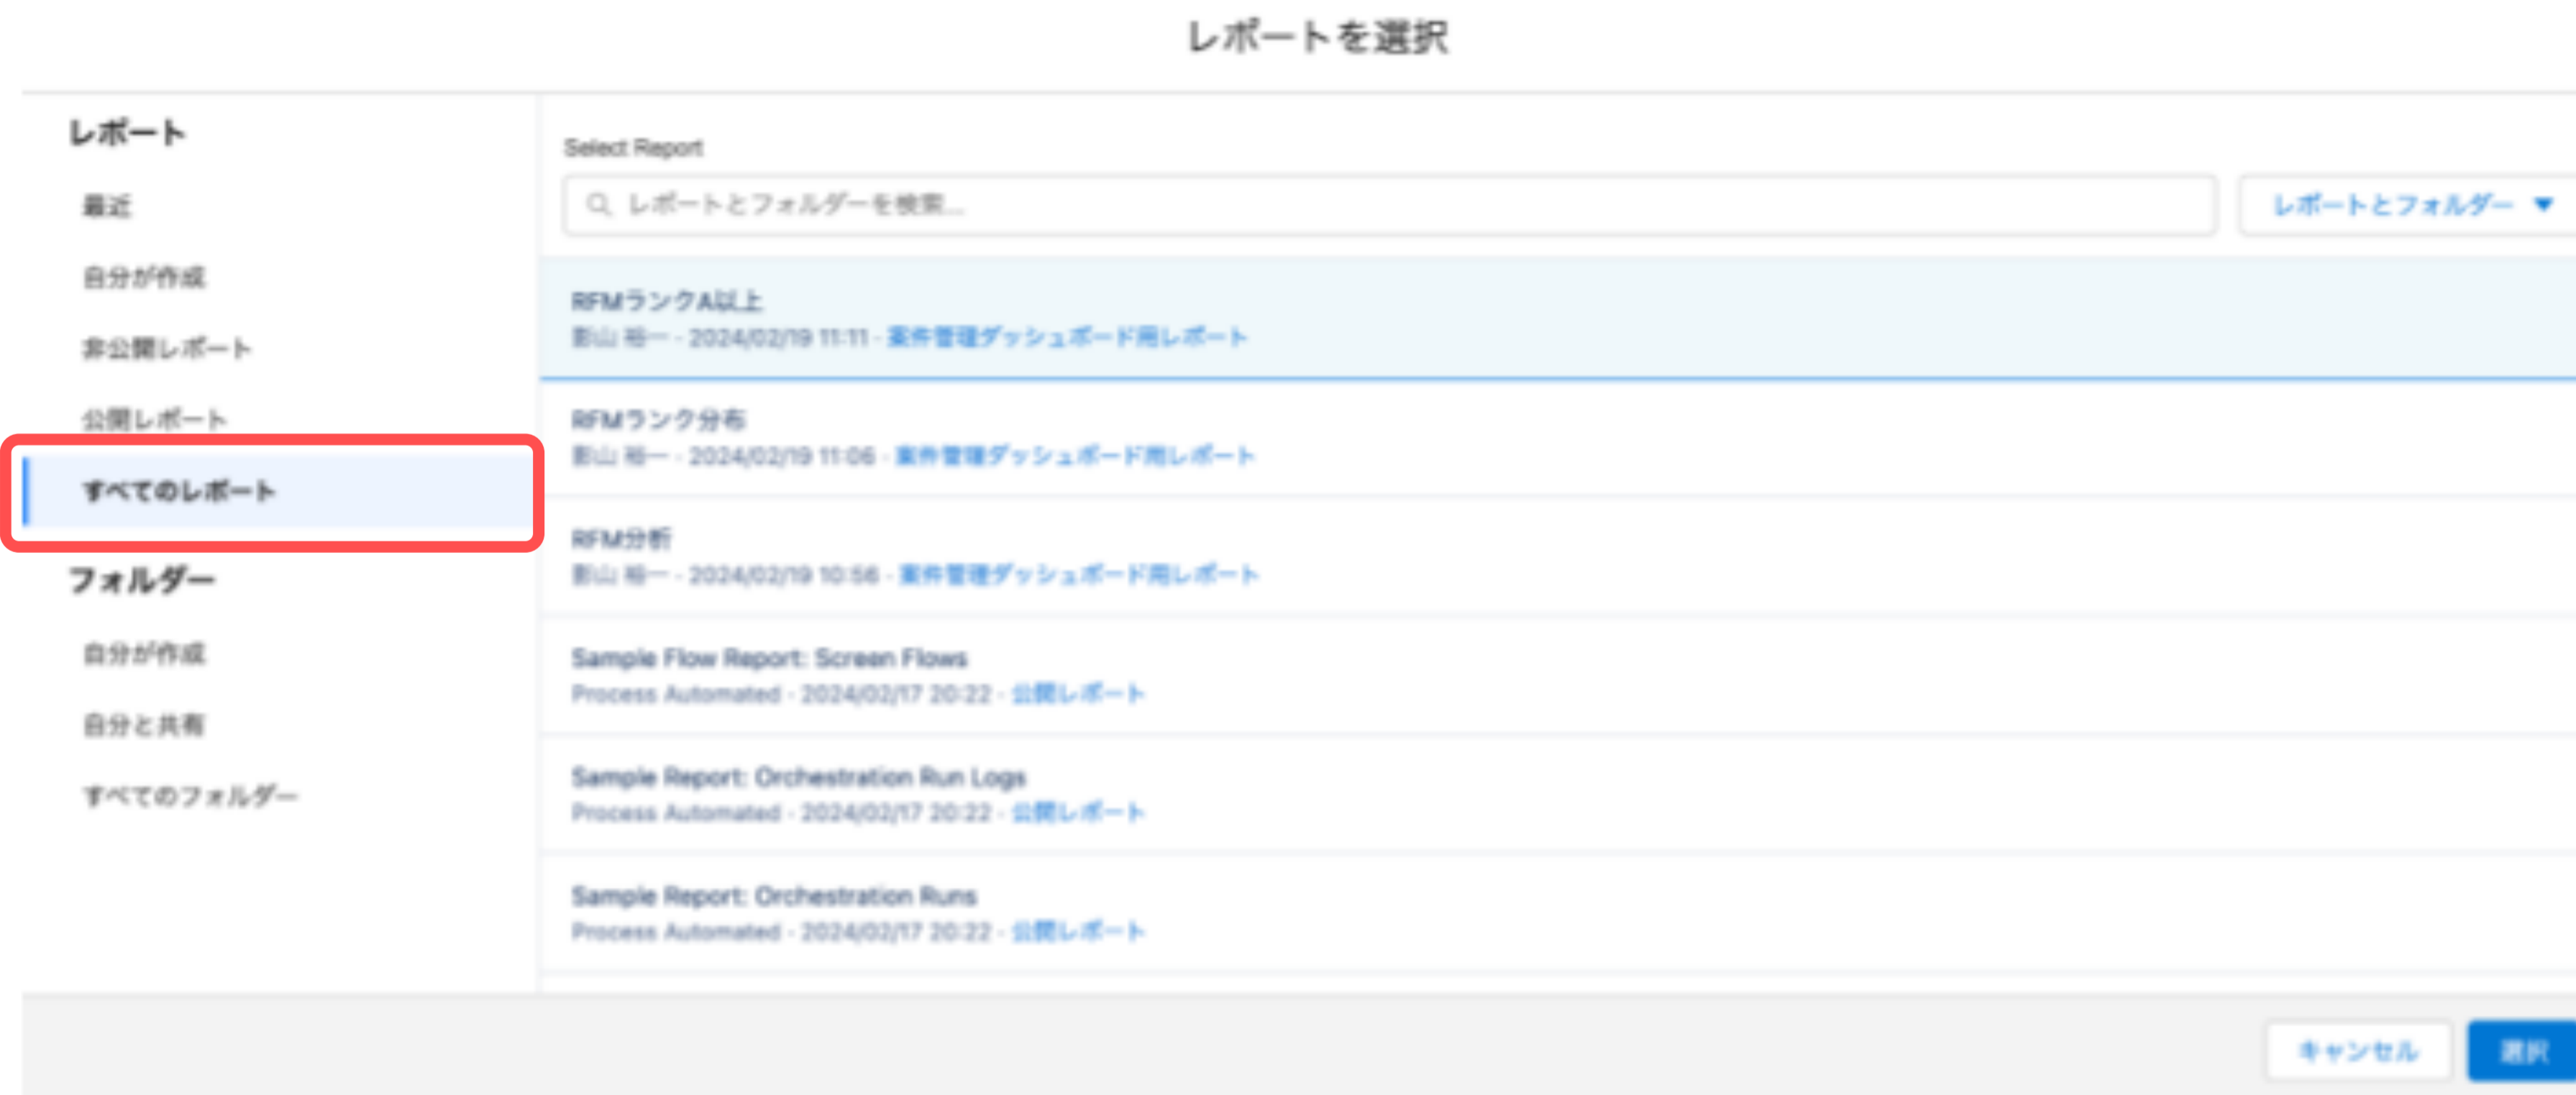 レポートを選択
レポート
最近
自分が作成
非公開レポート
公開レポート
すべてのレポート
フォルダー
自分が作成
自分と共有
すべてのフォルダー
Select Report
レポートとフォルダーを検索...
レポートとフォルダー
RFMランクA以上
影山 裕一 · 2024/02/19 11:11 · 案件管理ダッシュボード用レポート
RFMランク分布
影山 裕一 · 2024/02/19 11:06 · 案件管理ダッシュボード用レポート
RFM分析
影山 裕一 · 2024/02/19 10:56 · 案件管理ダッシュボード用レポート
Sample Flow Report: Screen Flows
Process Automated · 2024/02/17 20:22 · 公開レポート
Sample Report: Orchestration Run Logs
Process Automated · 2024/02/17 20:22 · 公開レポート
Sample Report: Orchestration Runs
Process Automated · 2024/02/17 20:22 · 公開レポート
キャンセル
選択